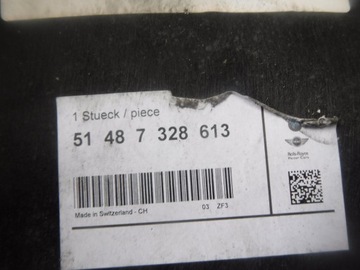 1 Stueck / piece
51 48 7 328 613
Made in Switzerland - CH
03 ZF3